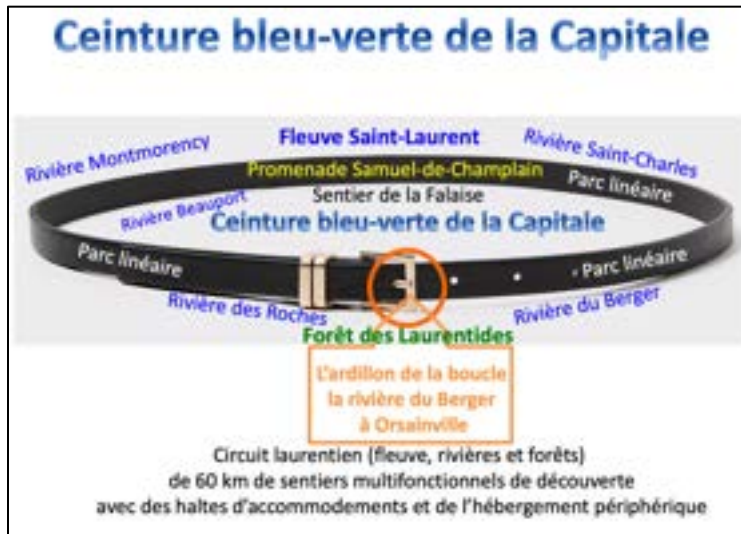 Ceinture bleu-verte de la Capitale
Fleuve Saint-Laurent
Rivière Montmorency
Rivière Saint-Charles
Promenade Samuel-de-Champlain
Parc linéaire
Sentier de la Falaise
Rivière Beauport
Ceinture bleu-verte de la Capitale
Parc linéaire
Parc linéaire
Rivière des Roches
Rivière du Berger
Forêt des Laurentides
L'ardillon de la boucle
la rivière du Berger
à Orsainville
Circuit laurentien (fleuve, rivières et forêts)
de 60 km de sentiers multifonctionnels de découverte
avec des haltes d'accommodements et de l'hébergement périphérique